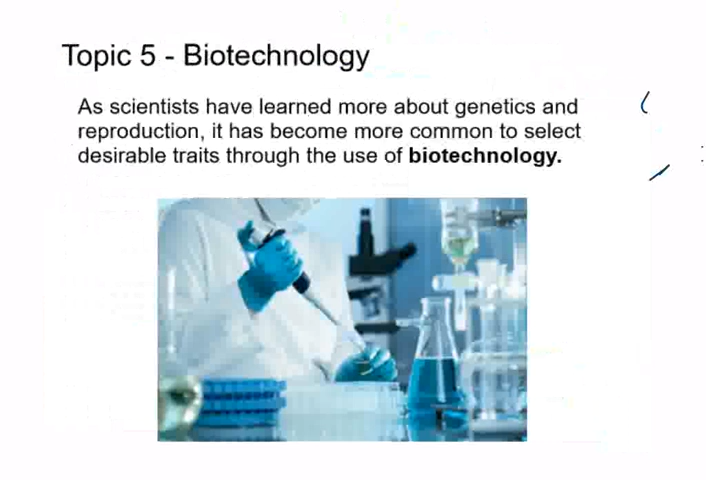 Topic 5 - Biotechnology
As scientists have learned more about genetics and
reproduction, it has become more common to select
desirable traits through the use of biotechnology.